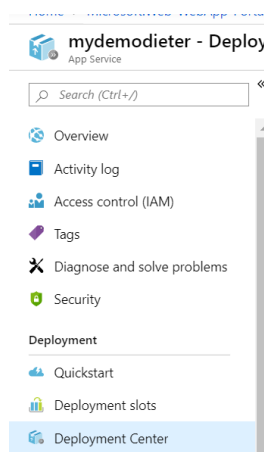 mydemodieter - Deploy
App Service
Search (Ctrl+/)
«
Overview
Activity log
Access control (IAM)
Tags
Diagnose and solve problems
Security
Deployment
Quickstart
Deployment slots
Deployment Center